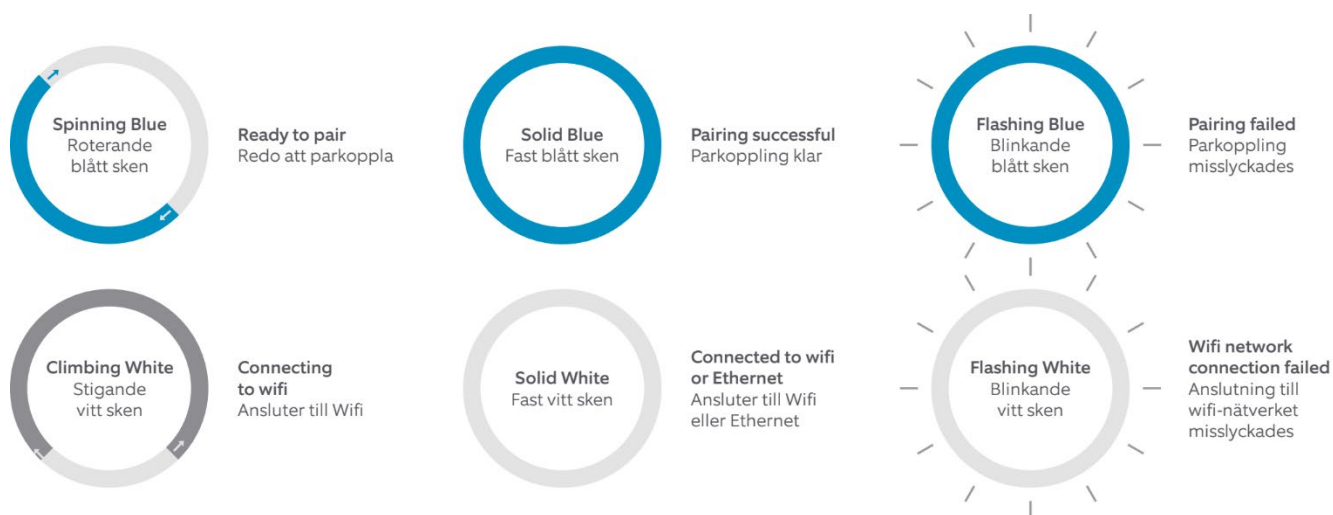 Spinning Blue
Roterande
blått sken
Ready to pair
Redo att parkoppla
Solid Blue
Fast blått sken
Pairing successful
Parkoppling klar
Flashing Blue
Blinkande
blått sken
Pairing failed
Parkoppling
misslyckades
Climbing White
Stigande
vitt sken
Connecting
to wifi
Ansluter till Wifi
Solid White
Fast vitt sken
Connected to wifi
or Ethernet
Ansluter till Wifi
eller Ethernet
Flashing White
Blinkande
vitt sken
Wifi network
connection failed
Anslutning till
wifi-nätverket
misslyckades